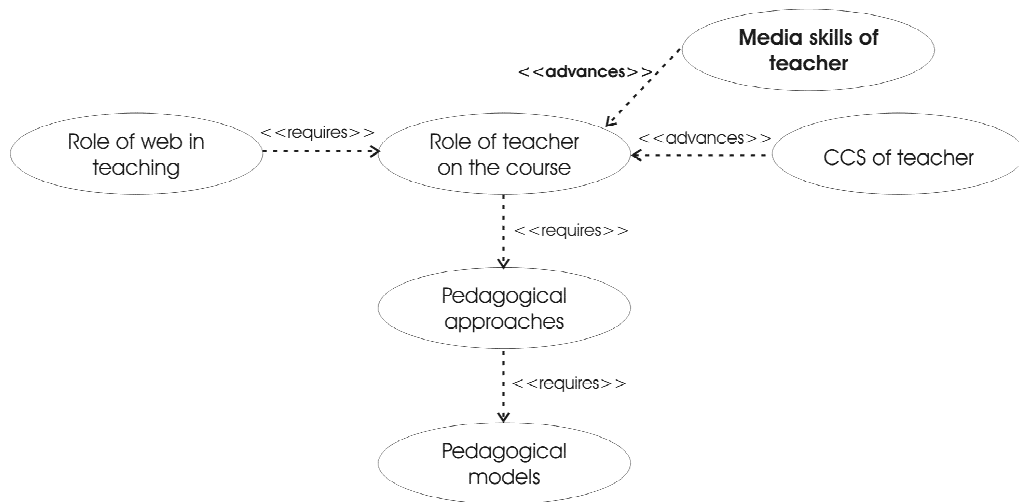 Media skills of
teacher
<<advances>>
Role of web in
teaching
<<requires>>
Role of teacher
on the course
<<advances>>
CCS of teacher
<<requires>>
Pedagogical
approaches
<<requires>>
Pedagogical
models